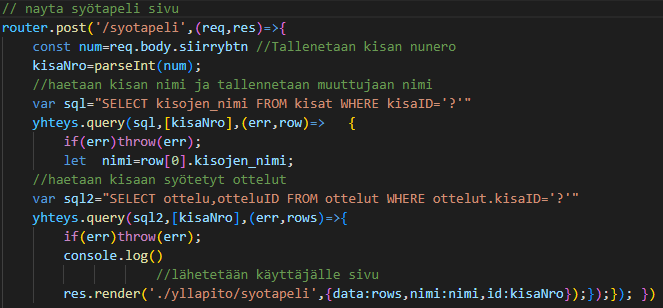 // nayta syötapeli sivu
router.post('/syotapeli',(req,res)=>{
    const num=req.body.siirrybtn //Tallenetaan kisan nunero
    kisaNro=parseInt(num);
    //haetaan kisan nimi ja tallennetaan muuttujaan nimi
    var sql="SELECT kisojen_nimi FROM kisat WHERE kisaID='?'"
    yhteys.query(sql,[kisaNro],(err,row)=>   {
        if(err)throw(err);
        let  nimi=row[0].kisojen_nimi;
    //haetaan kisaan syötetyt ottelut
    var sql2="SELECT ottelu,otteluID FROM ottelut WHERE ottelut.kisaID='?'"
    yhteys.query(sql2,[kisaNro],(err,rows)=>{
        if(err)throw(err);
        console.log()
                    //lähetetään käyttäjälle sivu
        res.render('./yllapito/syotapeli',{data:rows,nimi:nimi,id:kisaNro});});}); })